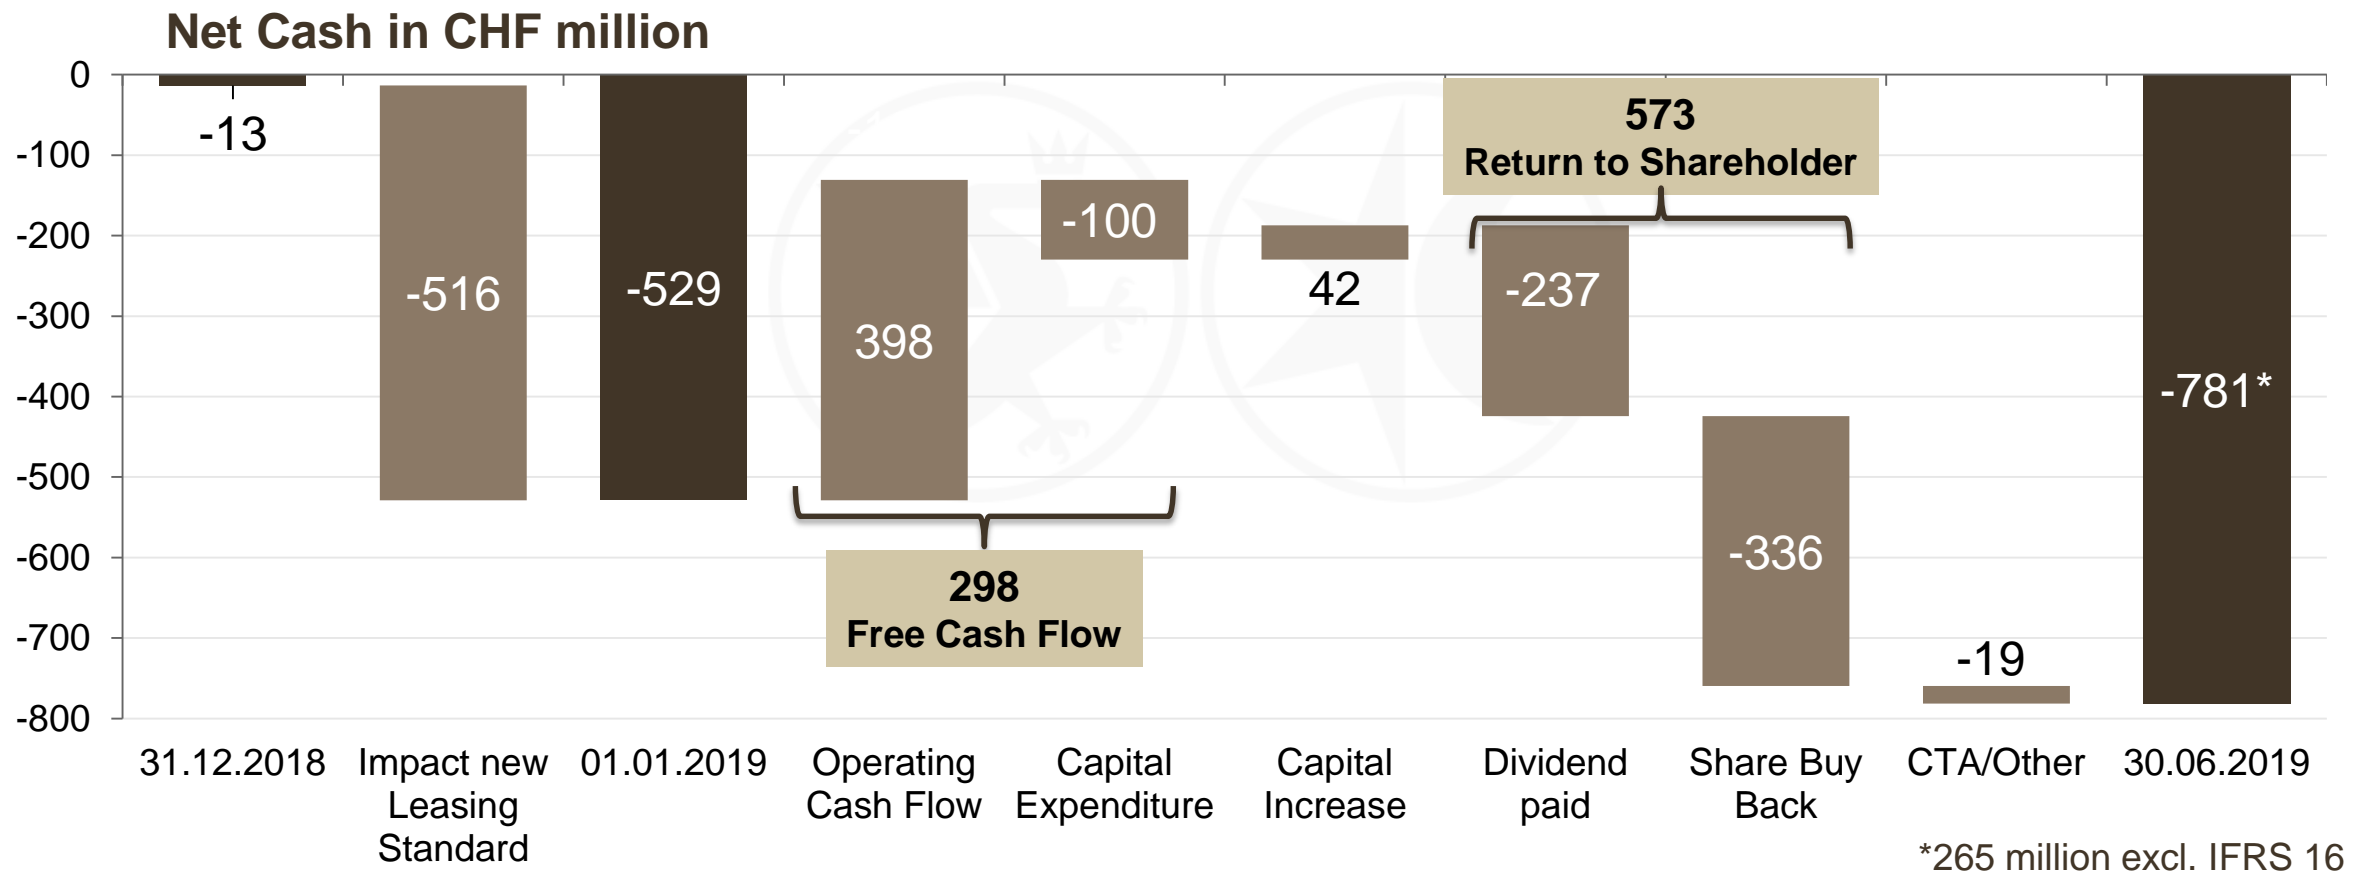 Net Cash in CHF million
0
-100
-200
-300
-400
-500
-600
-700
-800
-13
-516
-529
398
-100
42
-237
-336
-19
-781*
573
Return to Shareholder
298
Free Cash Flow
31.12.2018
Impact new
Leasing
Standard
01.01.2019
Operating
Cash Flow
Capital
Expenditure
Capital
Increase
Dividend
paid
Share Buy
Back
CTA/Other
30.06.2019
*265 million excl. IFRS 16